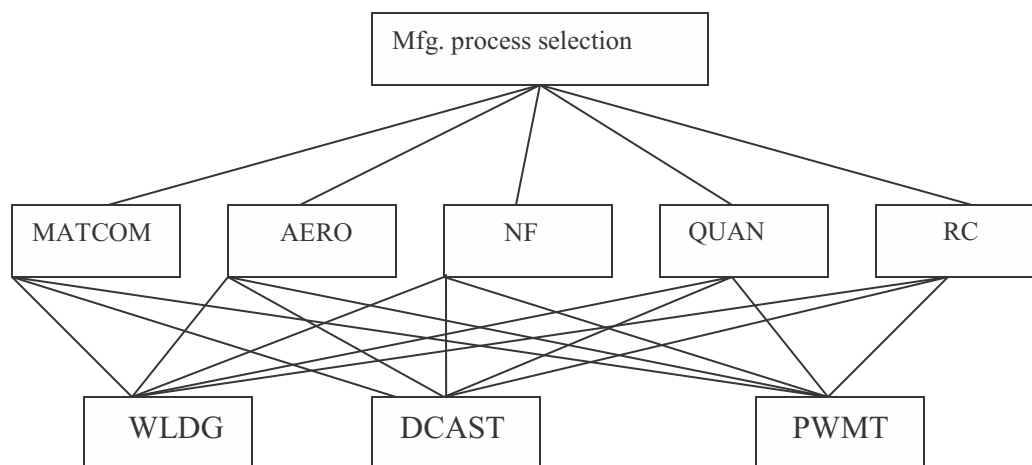 Mfg. process selection
MATCOM
AERO
NF
QUAN
RC
WLDG
DCAST
PWMT